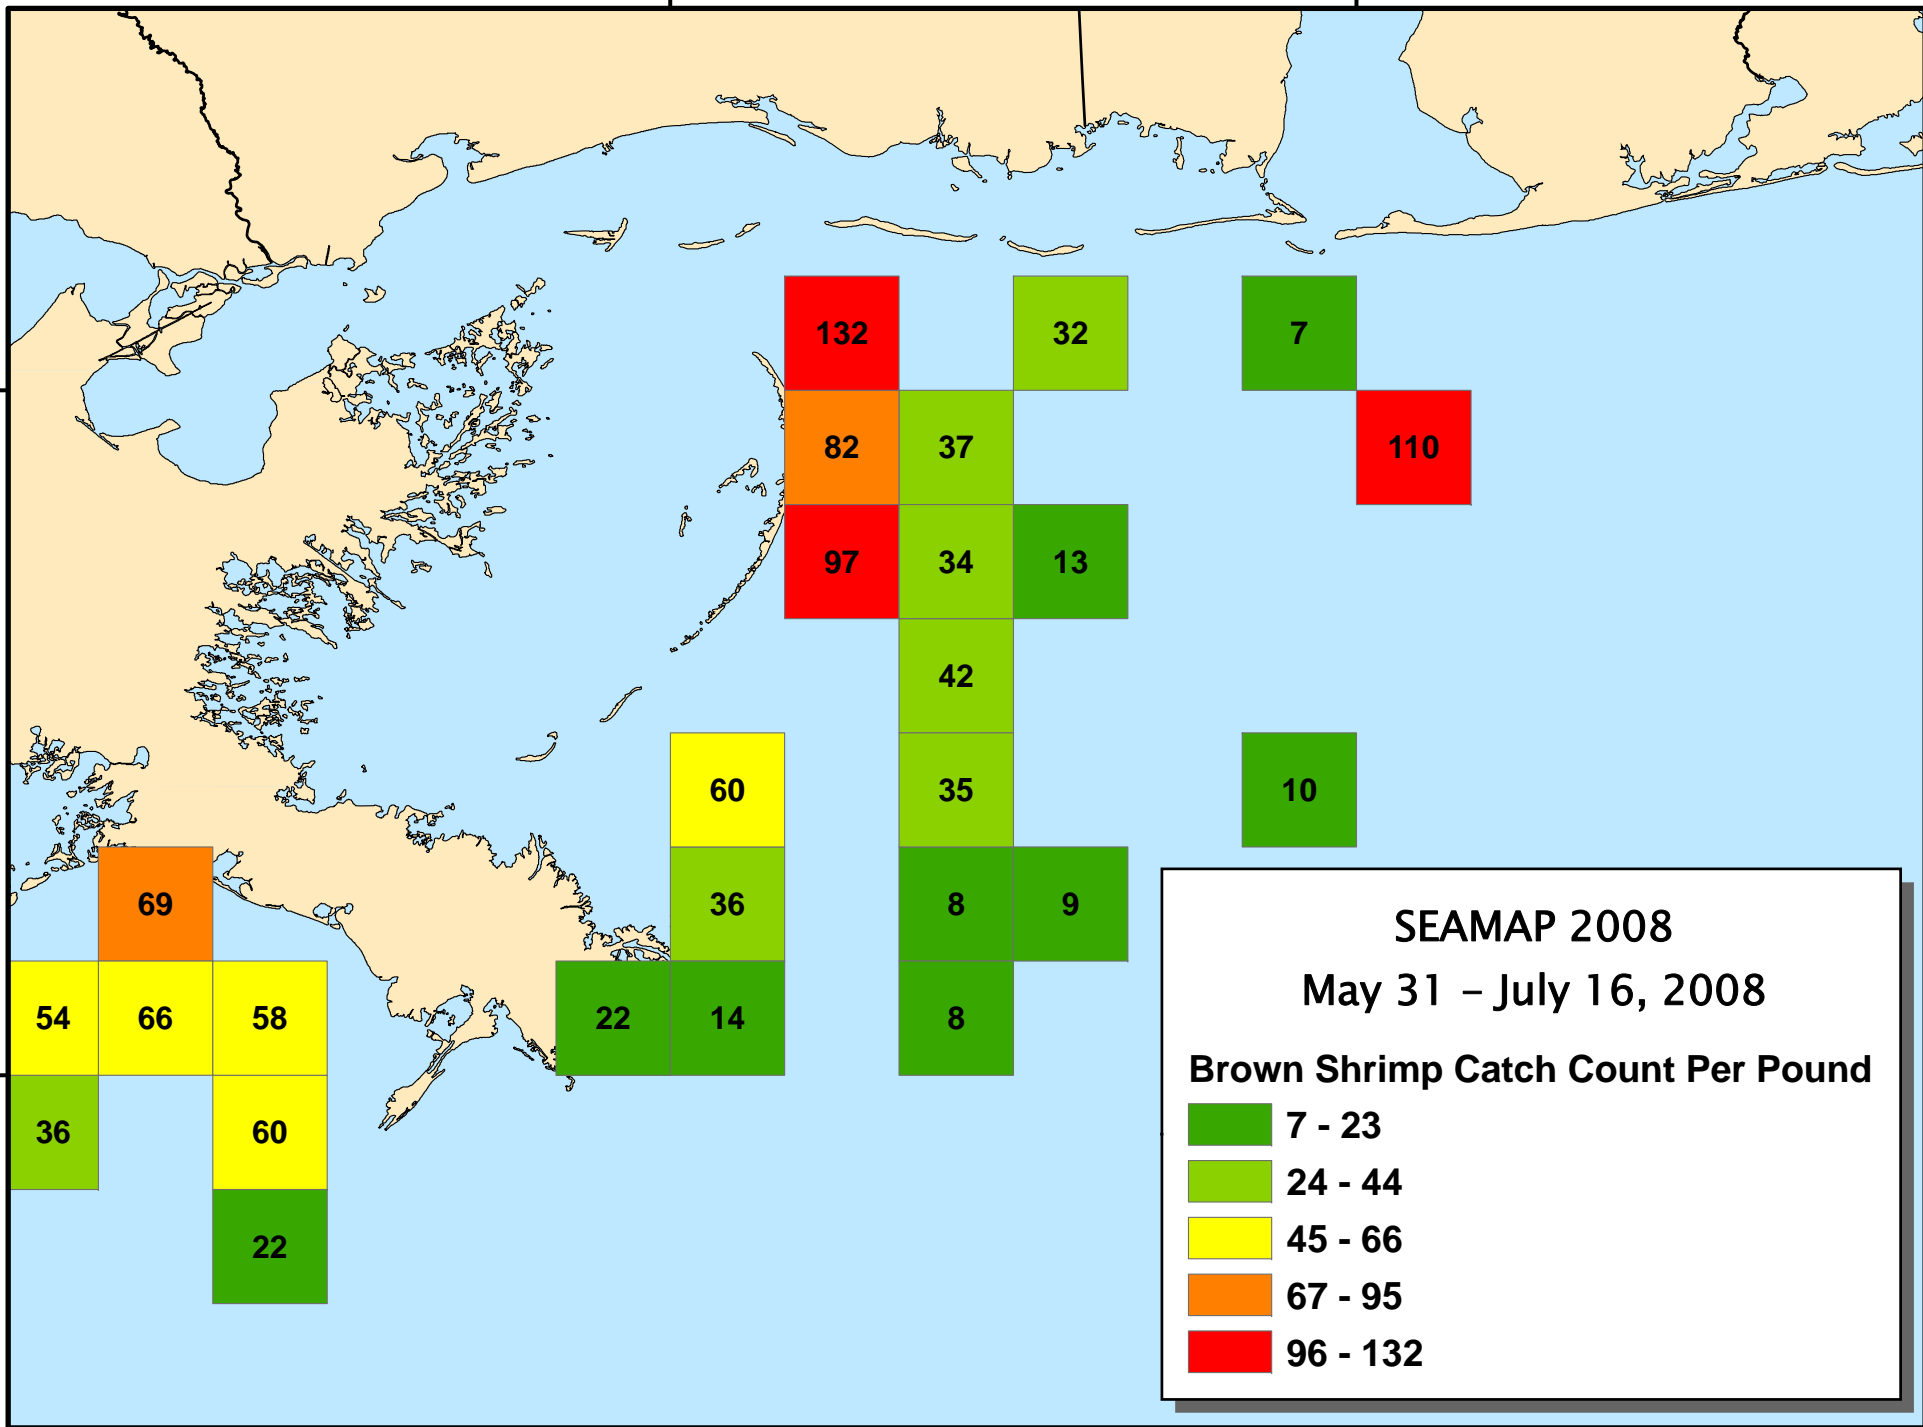 132 32 7
82 37 110
97 34 13
42
60 35 10
69 36 8 9
54 66 58 22 14 8
36 60
22
SEAMAP 2008
May 31 – July 16, 2008
Brown Shrimp Catch Count Per Pound
7 - 23
24 - 44
45 - 66
67 - 95
96 - 132